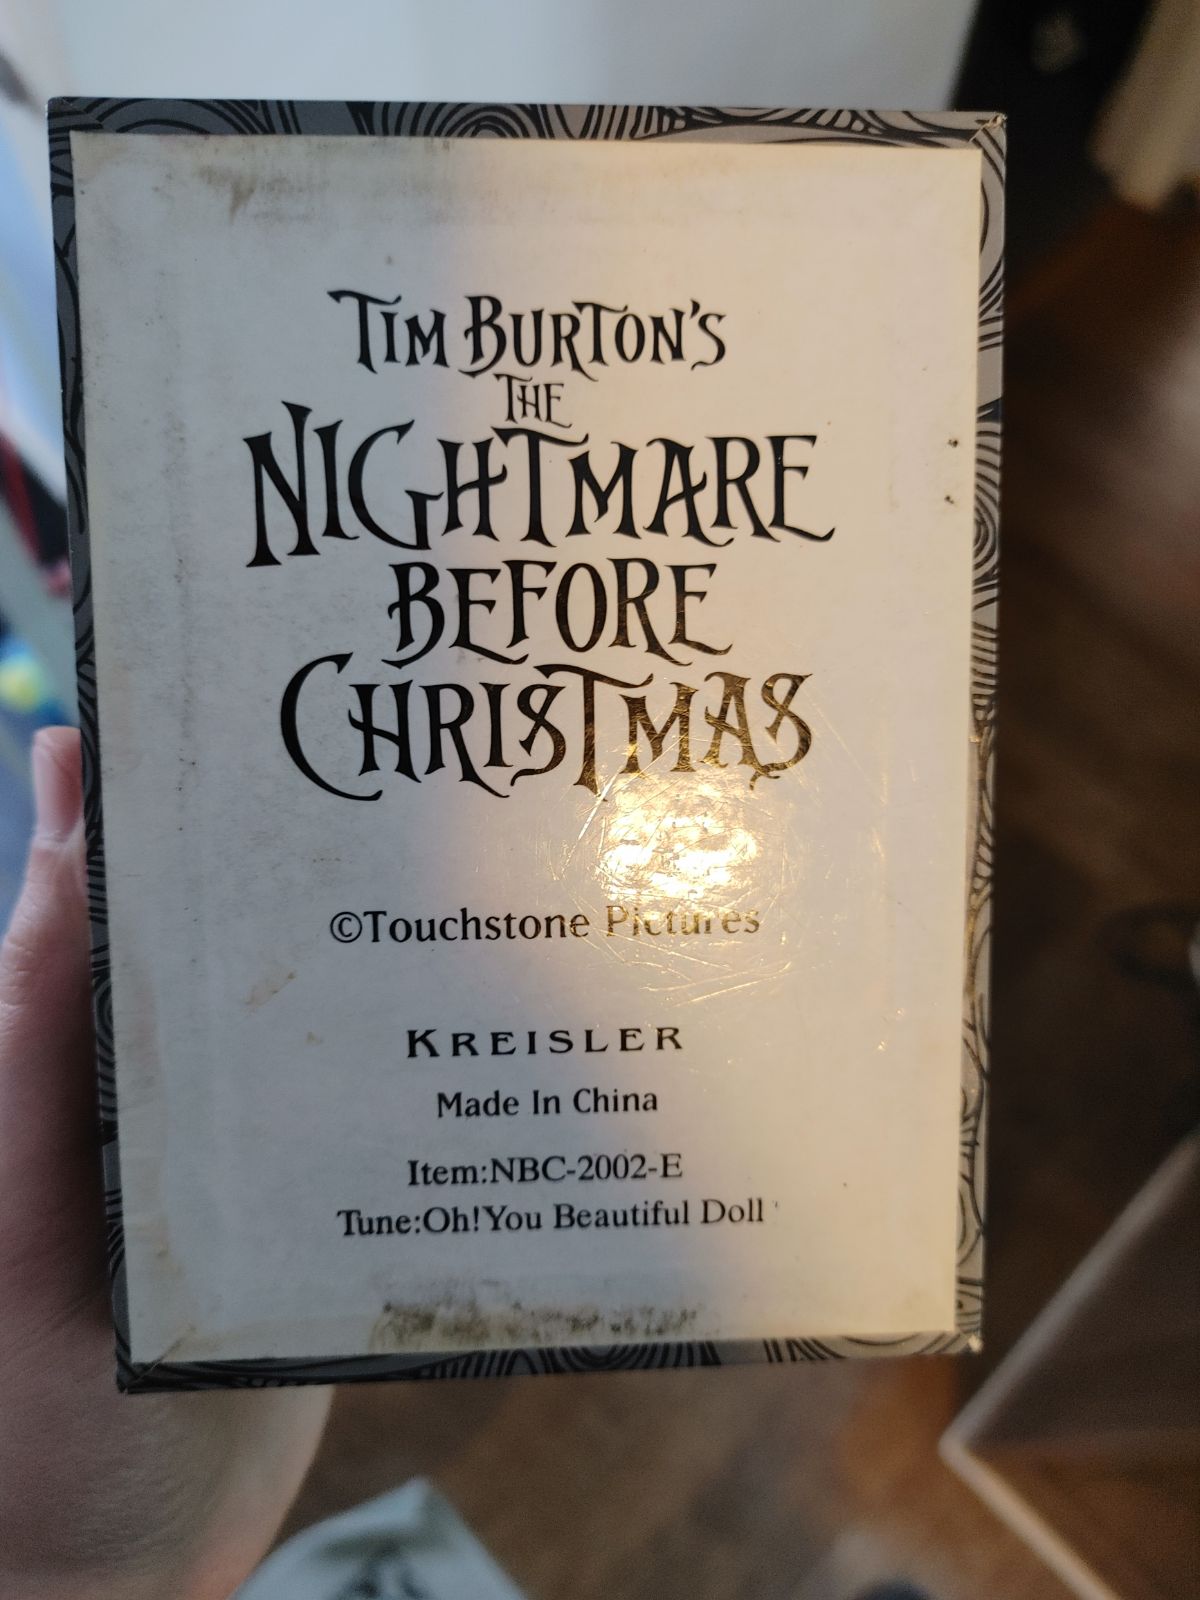 TIM BURTON'S
THE
NIGHTMARE
BEFORE
CHRISTMAS
©Touchstone Pictures
KREISLER
Made In China
Item:NBC-2002-E
Tune:Oh!You Beautiful Doll